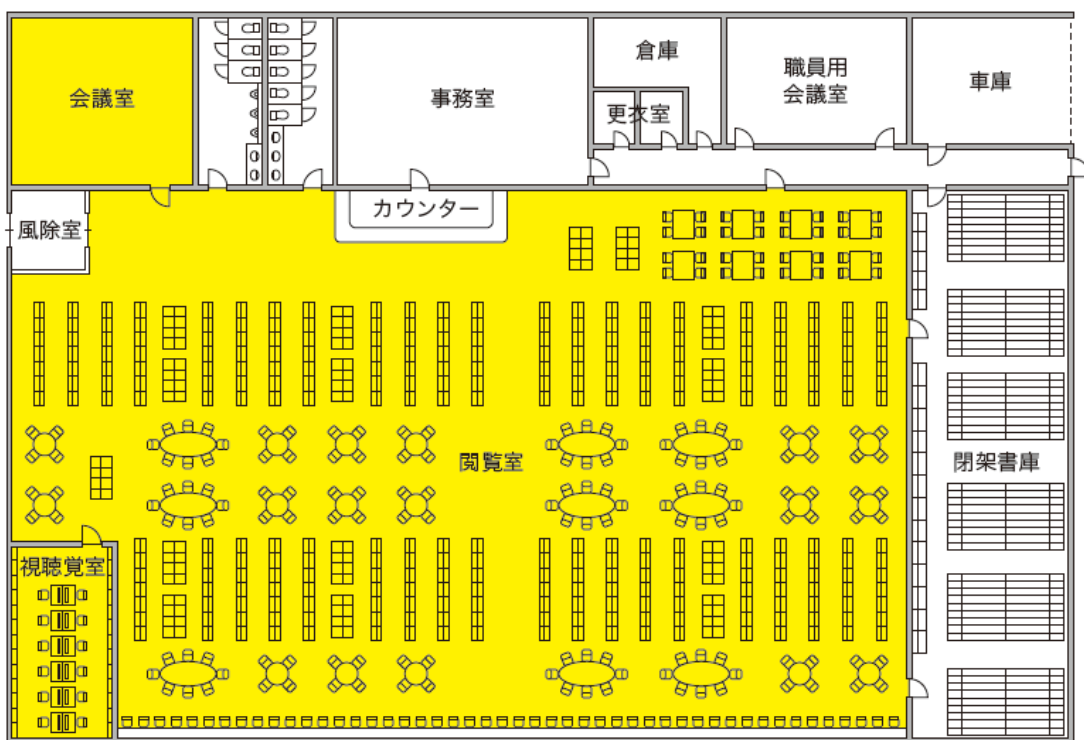 会議室
事務室
倉庫
更衣室
職員用
会議室
車庫
風除室
カウンター
閲覧室
閉架書庫
視聴覚室